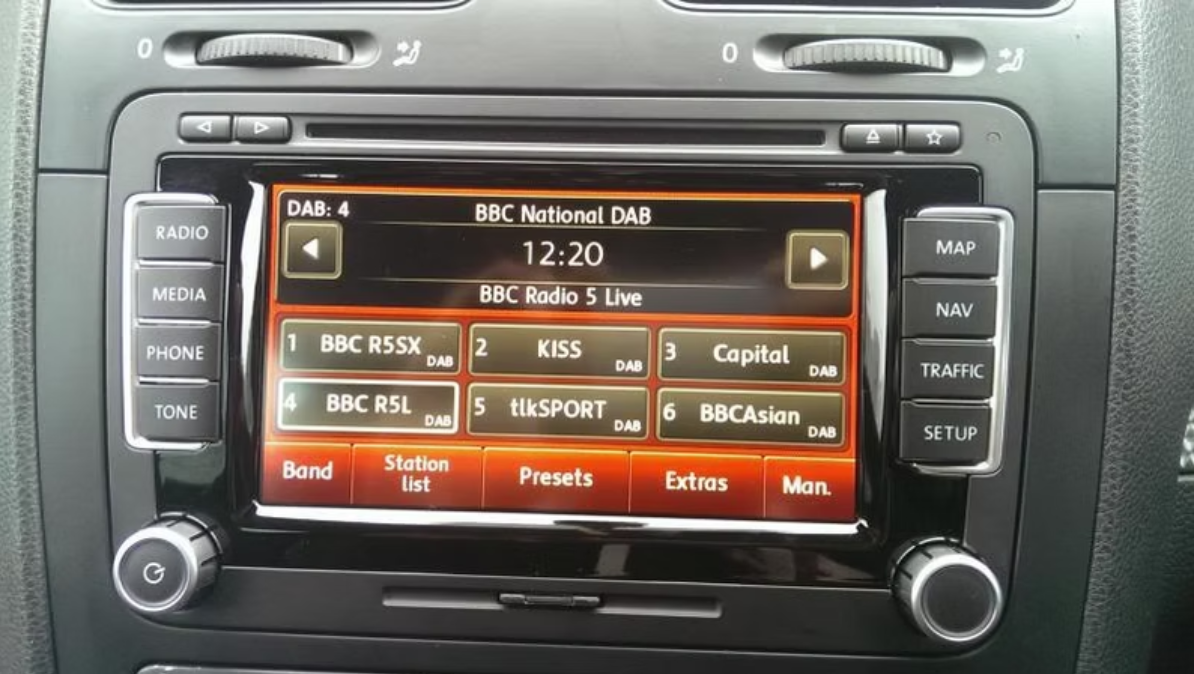 0 0
RADIO
MEDIA
PHONE
TONE
DAB: 4 BBC National DAB
12:20
BBC Radio 5 Live
1 BBC R5SX DAB
2 KISS DAB
3 Capital DAB
4 BBC R5L DAB
5 tlkSPORT DAB
6 BBCAsian DAB
Band
Station
list
Presets
Extras
Man.
MAP
NAV
TRAFFIC
SETUP